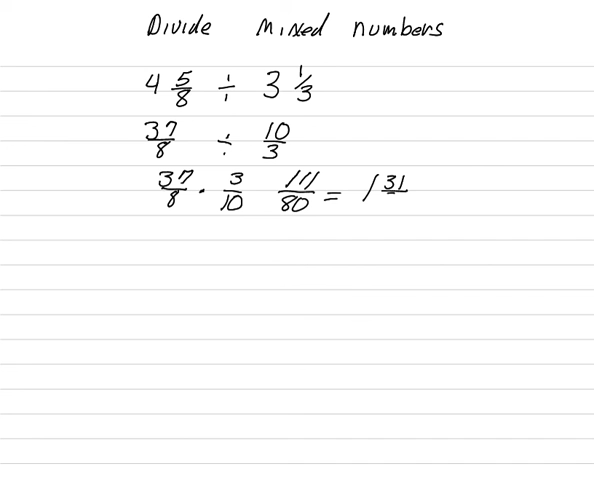 Divide Mixed numbers
4 5/8 ÷ 3 1/3
37/8 ÷ 10/3
37/8 · 3/10 111/80 = 1 31/